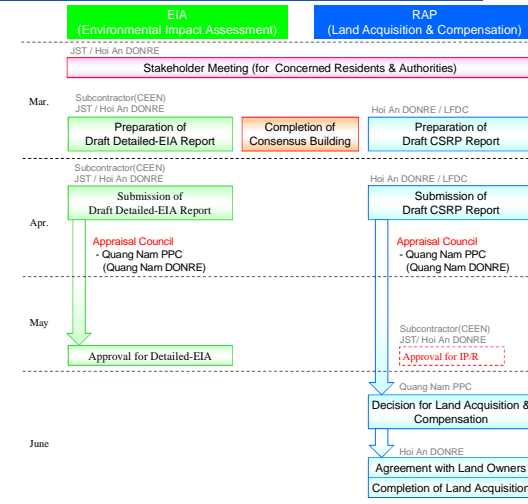 EIA
(Environmental Impact Assessment)
RAP
(Land Acquisition & Compensation)
JST / Hoi An DONRE
Stakeholder Meeting (for Concerned Residents & Authorities)
Mar.
Subcontractor(CEEN)
JST / Hoi An DONRE
Preparation of
Draft Detailed-EIA Report
Completion of
Consensus Building
Hoi An DONRE / LFDC
Preparation of
Draft CSRP Report
Apr.
Subcontractor(CEEN)
JST / Hoi An DONRE
Submission of
Draft Detailed-EIA Report
Hoi An DONRE / LFDC
Submission of
Draft CSRP Report
Appraisal Council
- Quang Nam PPC
(Quang Nam DONRE)
Appraisal Council
- Quang Nam PPC
(Quang Nam DONRE)
May
Approval for Detailed-EIA
Subcontractor(CEEN)
JST/ Hoi An DONRE
Approval for IP/R
Quang Nam PPC
Decision for Land Acquisition &
Compensation
June
Hoi An DONRE
Agreement with Land Owners
Completion of Land Acquisition